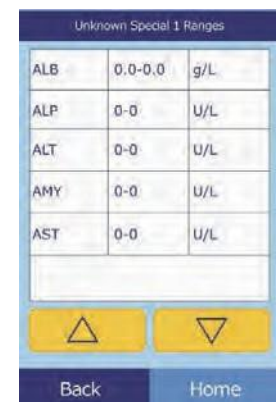 Unknown Special 1 Ranges
ALB 0.0-0.0 g/L
ALP 0-0 U/L
ALT 0-0 U/L
AMY 0-0 U/L
AST 0-0 U/L
Back Home